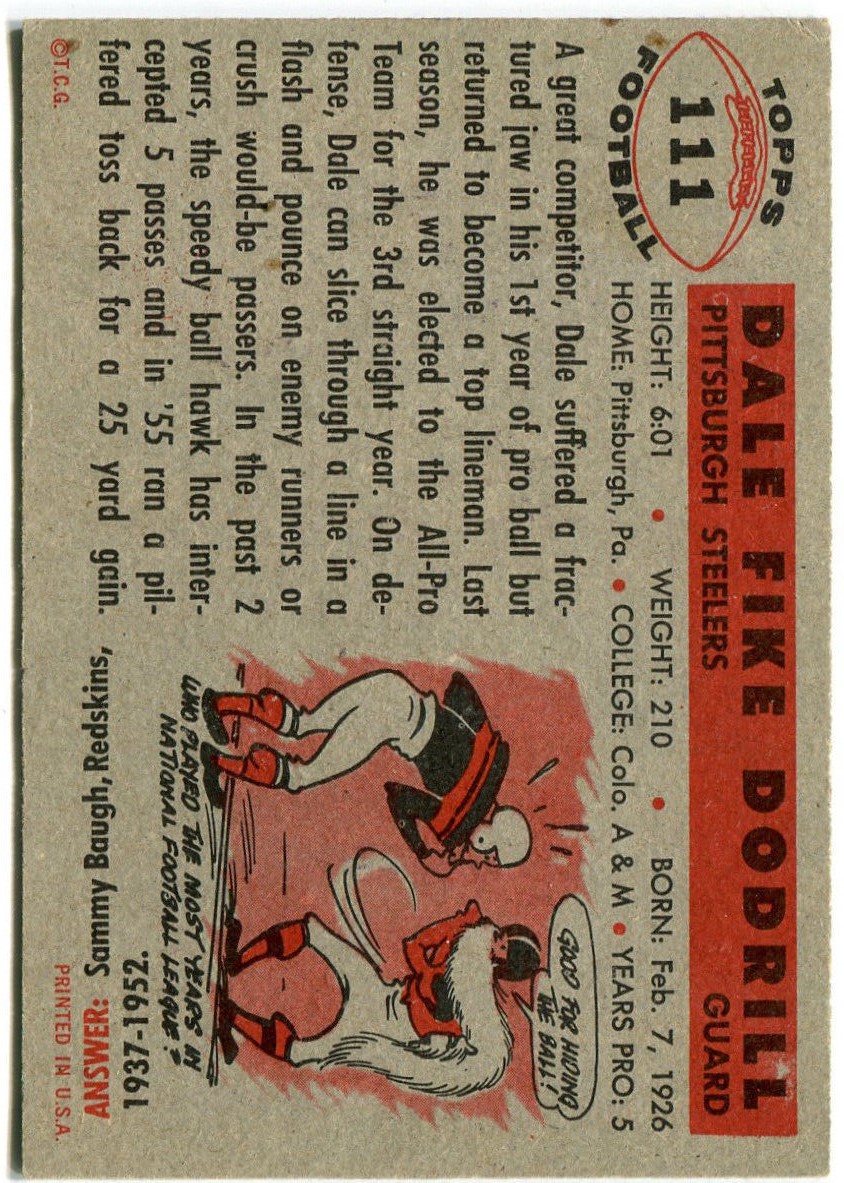 TOPPS
111
FOOTBALL
DALE FIKE DODRILL
PITTSBURGH STEELERS GUARD
HEIGHT: 6:01 • WEIGHT: 210 • BORN: Feb. 7, 1926
HOME: Pittsburgh, Pa. • COLLEGE: Colo. A & M • YEARS PRO: 5
A great competitor, Dale suffered a frac-
tured jaw in his 1st year of pro ball but
returned to become a top lineman. Last
season, he was elected to the All-Pro
Team for the 3rd straight year. On de-
fense, Dale can slice through a line in a
flash and pounce on enemy runners or
crush would-be passers. In the past 2
years, the speedy ball hawk has inter-
cepted 5 passes and in '55 ran a pil-
fered toss back for a 25 yard gain.
©T.C.G.
GOOD FOR HIDING
THE BALL!
WHO PLAYED THE MOST YEARS IN
NATIONAL FOOTBALL LEAGUE?
ANSWER: Sammy Baugh, Redskins,
1937-1952.
PRINTED IN U.S.A.